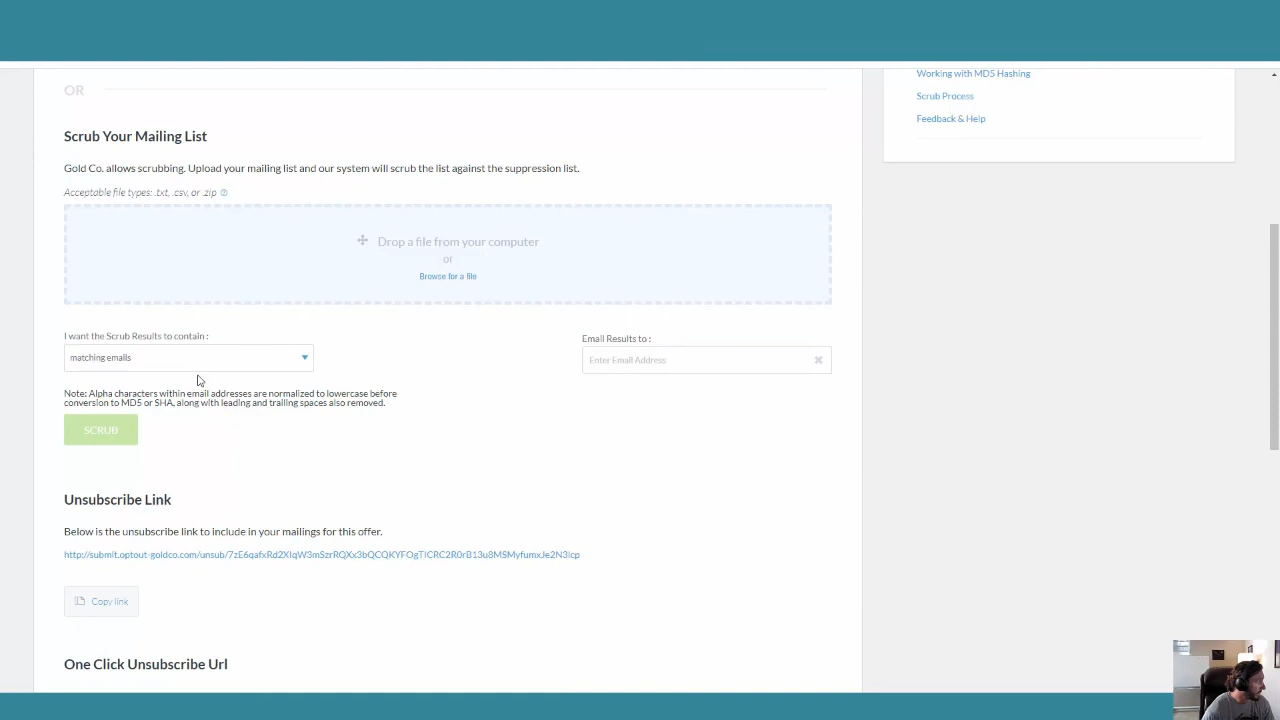 OR
Working with MD5 Hashing
Scrub Process
Feedback & Help
Scrub Your Mailing List
Gold Co. allows scrubbing. Upload your mailing list and our system will scrub the list against the suppression list.
Acceptable file types: .txt, .csv, or .zip
Drop a file from your computer
or
Browse for a file
I want the Scrub Results to contain :
matching emails
Email Results to :
Enter Email Address
Note: Alpha characters within email addresses are normalized to lowercase before
conversion to MD5 or SHA, along with leading and trailing spaces also removed.
SCRUB
Unsubscribe Link
Below is the unsubscribe link to include in your mailings for this offer.
Copy link
One Click Unsubscribe Url